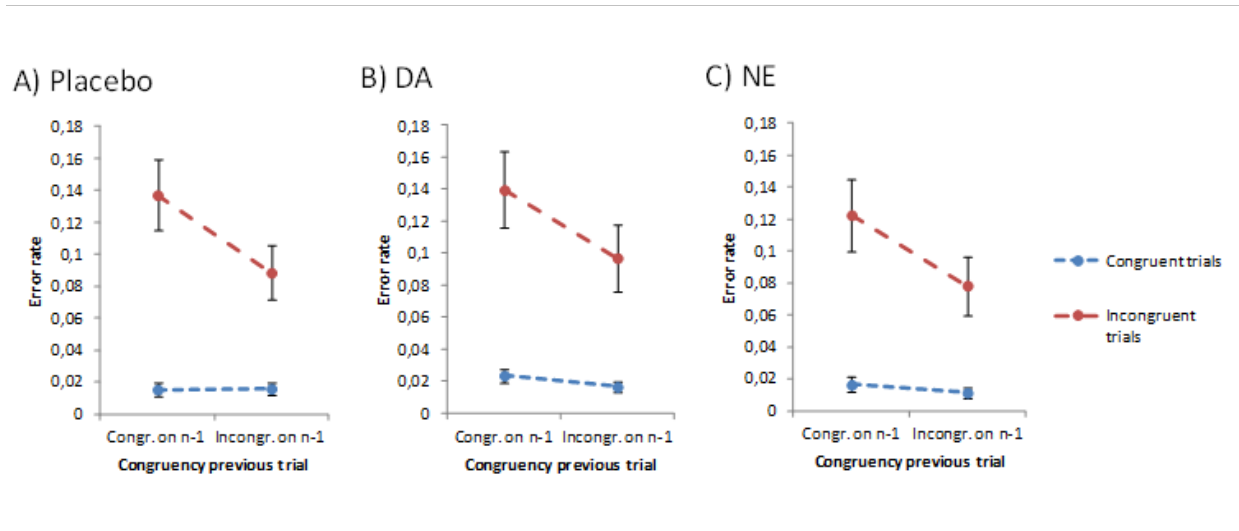 A) Placebo
0,18
0,16
0,14
0,12
0,1
0,08
0,06
0,04
0,02
0
Error rate
Congr. on n-1 Incongr. on n-1
Congruency previous trial
B) DA
0,18
0,16
0,14
0,12
0,1
0,08
0,06
0,04
0,02
0
Error rate
Congr. on n-1 Incongr. on n-1
Congruency previous trial
C) NE
0,18
0,16
0,14
0,12
0,1
0,08
0,06
0,04
0,02
0
Error rate
Congr. on n-1 Incongr. on n-1
Congruency previous trial
Congruent trials
Incongruent
trials